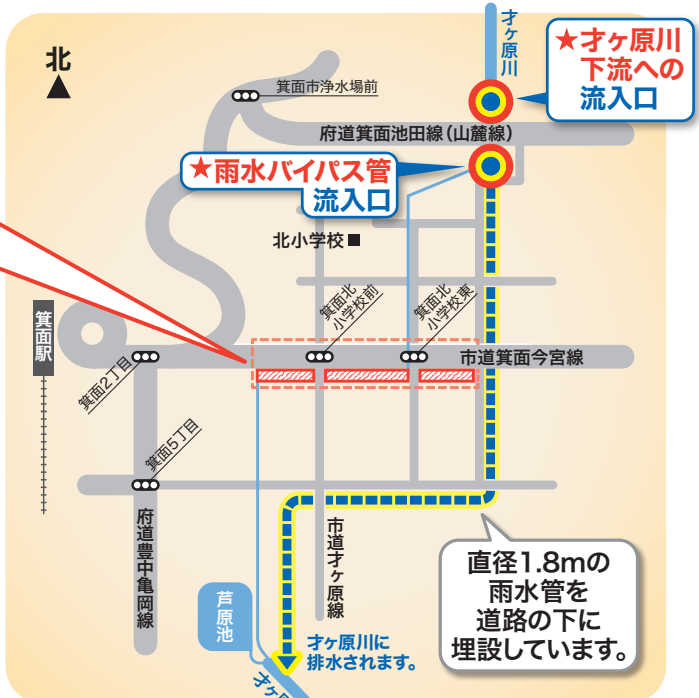 北
才ヶ原川
★才ヶ原川
下流への
流入口
箕面市浄水場前
府道箕面池田線(山麓線)
★雨水バイパス管
流入口
北小学校■
箕面北
小学校前
箕面北
小学校東
箕面駅
市道箕面今宮線
箕面2丁目
箕面5丁目
府道豊中亀岡線
市道才ヶ原線
直径1.8mの
雨水管を
道路の下に
埋設しています。
芦原池
才ヶ原川に
排水されます。